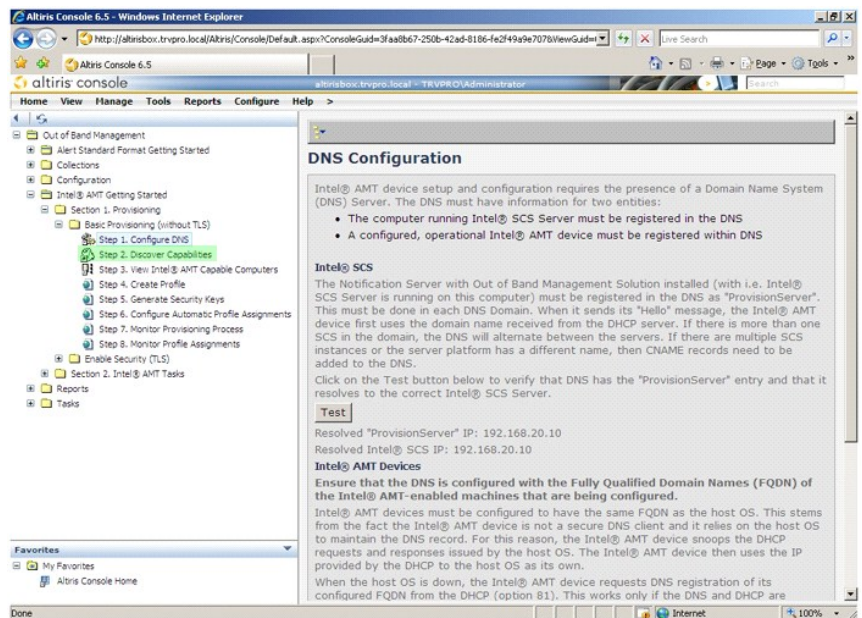 Altiris Console 6.5 - Windows Internet Explorer
http://altirisbox.trvpro.local/Altiris/Console/Default.aspx?ConsoleGuid=3faa8b67-250b-42ad-8186-fe2f49a9e707&ViewGuid=
Live Search
Altiris Console 6.5
Page
Tools
altiris console
altirisbox.trvpro.local - TRVPRO\Administrator
Search
Home View Manage Tools Reports Configure Help >
Out of Band Management
Alert Standard Format Getting Started
Collections
Configuration
Intel® AMT Getting Started
Section 1. Provisioning
Basic Provisioning (without TLS)
Step 1. Configure DNS
Step 2. Discover Capabilities
Step 3. View Intel® AMT Capable Computers
Step 4. Create Profile
Step 5. Generate Security Keys
Step 6. Configure Automatic Profile Assignments
Step 7. Monitor Provisioning Process
Step 8. Monitor Profile Assignments
Enable Security (TLS)
Section 2. Intel® AMT Tasks
Reports
Tasks
Favorites
My Favorites
Altiris Console Home
DNS Configuration
Intel® AMT device setup and configuration requires the presence of a Domain Name System
(DNS) Server. The DNS must have information for two entities:
• The computer running Intel® SCS Server must be registered in the DNS
• A configured, operational Intel® AMT device must be registered within DNS
Intel® SCS
The Notification Server with Out of Band Management Solution installed (with i.e. Intel®
SCS Server is running on this computer) must be registered in the DNS as "ProvisionServer".
This must be done in each DNS Domain. When it sends its "Hello" message, the Intel® AMT
device first uses the domain name received from the DHCP server. If there is more than one
SCS in the domain, the DNS will alternate between the servers. If there are multiple SCS
instances or the server platform has a different name, then CNAME records need to be
added to the DNS.
Click on the Test button below to verify that DNS has the "ProvisionServer" entry and that it
resolves to the correct Intel® SCS Server.
Test
Resolved "ProvisionServer" IP: 192.168.20.10
Resolved Intel® SCS IP: 192.168.20.10
Intel® AMT Devices
Ensure that the DNS is configured with the Fully Qualified Domain Names (FQDN) of
the Intel® AMT-enabled machines that are being configured.
Intel® AMT devices must be configured to have the same FQDN as the host OS. This stems
from the fact the Intel® AMT device is not a secure DNS client and it relies on the host OS
to maintain the DNS record. For this reason, the Intel® AMT device snoops the DHCP
requests and responses issued by the host OS. The Intel® AMT device then uses the IP
provided by the DHCP to the host OS as its own.
When the host OS is down, the Intel® AMT device requests DNS registration of its
configured FQDN from the DHCP (option 81). This works only if the DNS and DHCP are
Done
Internet
100%